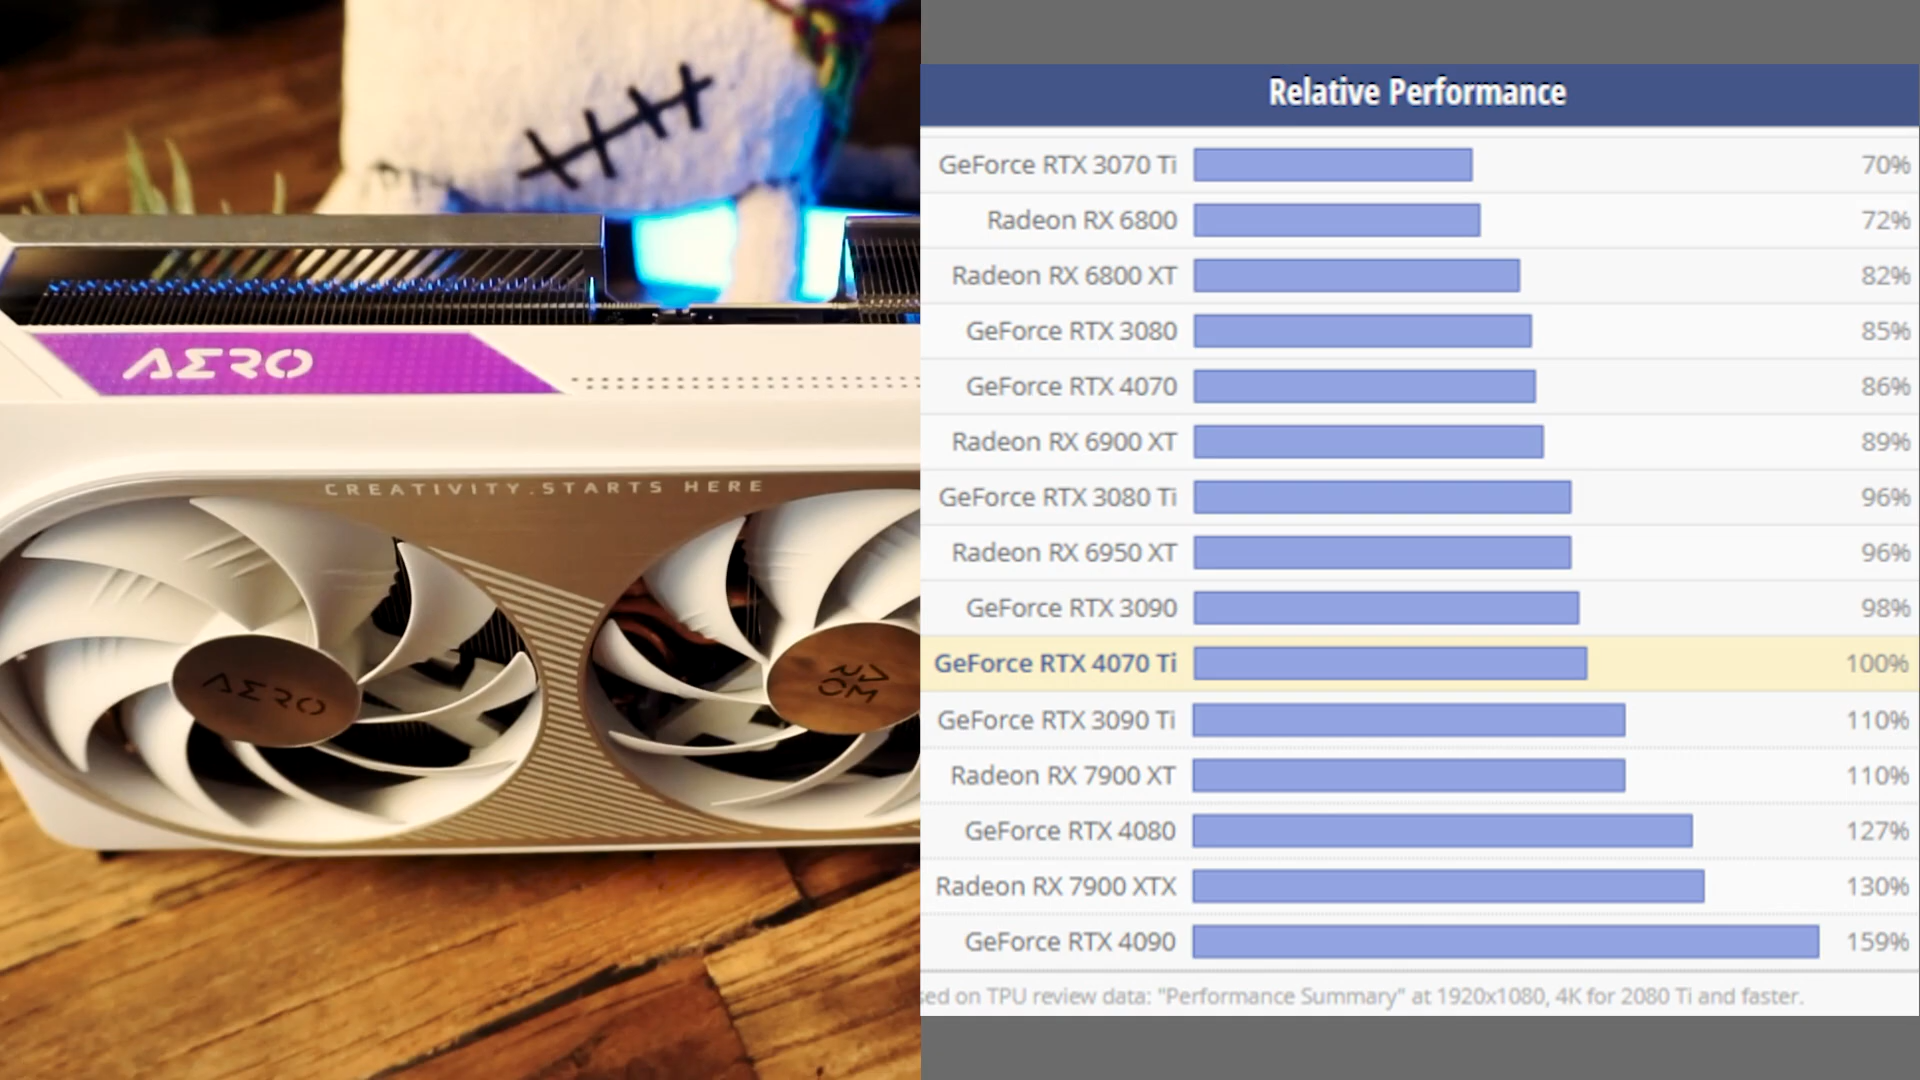 AERO
CREATIVITY.STARTS HERE
AERO
Relative Performance
GeForce RTX 3070 Ti 70%
Radeon RX 6800 72%
Radeon RX 6800 XT 82%
GeForce RTX 3080 85%
GeForce RTX 4070 86%
Radeon RX 6900 XT 89%
GeForce RTX 3080 Ti 96%
Radeon RX 6950 XT 96%
GeForce RTX 3090 98%
GeForce RTX 4070 Ti 100%
GeForce RTX 3090 Ti 110%
Radeon RX 7900 XT 110%
GeForce RTX 4080 127%
Radeon RX 7900 XTX 130%
GeForce RTX 4090 159%
on TPU review data: "Performance Summary" at 1920x1080, 4K for 2080 Ti and faster.